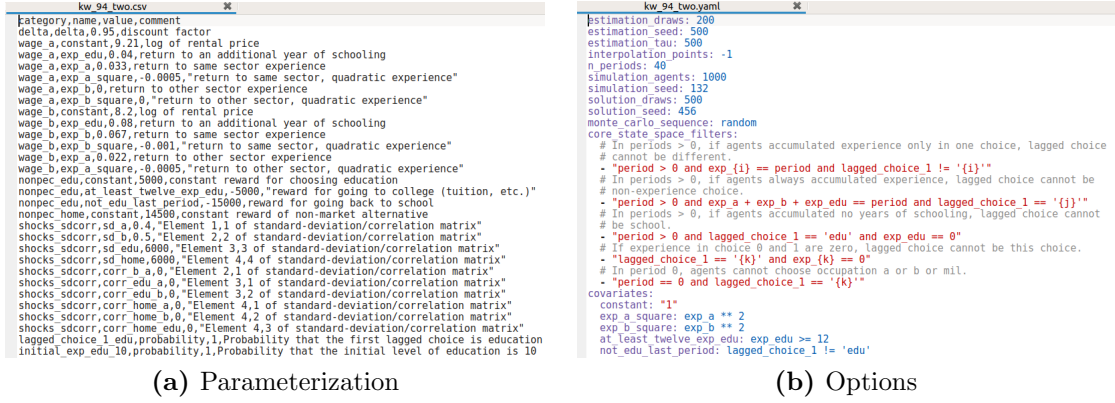 kw_94_two.csv ✖
category,name,value,comment
delta,delta,0.95,discount factor
wage_a,constant,9.21,log of rental price
wage_a,exp_edu,0.04,return to an additional year of schooling
wage_a,exp_a,0.033,return to same sector experience
wage_a,exp_a_square,-0.0005,"return to same sector, quadratic experience"
wage_a,exp_b,0,return to other sector experience
wage_a,exp_b_square,0,"return to other sector, quadratic experience"
wage_b,constant,8.2,log of rental price
wage_b,exp_edu,0.08,return to an additional year of schooling
wage_b,exp_b,0.067,return to same sector experience
wage_b,exp_b_square,-0.001,"return to same sector, quadratic experience"
wage_b,exp_a,0.022,return to other sector experience
wage_b,exp_a_square,-0.0005,"return to other sector, quadratic experience"
nonpec_edu,constant,5000,constant reward for choosing education
nonpec_edu,at_least_twelve_exp_edu,-5000,"reward for going to college (tuition, etc.)"
nonpec_edu,not_edu_last_period,-15000,reward for going back to school
nonpec_home,constant,14500,constant reward of non-market alternative
shocks_sdcorr,sd_a,0.4,"Element 1,1 of standard-deviation/correlation matrix"
shocks_sdcorr,sd_b,0.5,"Element 2,2 of standard-deviation/correlation matrix"
shocks_sdcorr,sd_edu,6000,"Element 3,3 of standard-deviation/correlation matrix"
shocks_sdcorr,sd_home,6000,"Element 4,4 of standard-deviation/correlation matrix"
shocks_sdcorr,corr_b_a,0,"Element 2,1 of standard-deviation/correlation matrix"
shocks_sdcorr,corr_edu_a,0,"Element 3,1 of standard-deviation/correlation matrix"
shocks_sdcorr,corr_edu_b,0,"Element 3,2 of standard-deviation/correlation matrix"
shocks_sdcorr,corr_home_a,0,"Element 4,1 of standard-deviation/correlation matrix"
shocks_sdcorr,corr_home_b,0,"Element 4,2 of standard-deviation/correlation matrix"
shocks_sdcorr,corr_home_edu,0,"Element 4,3 of standard-deviation/correlation matrix"
lagged_choice_1_edu,probability,1,Probability that the first lagged choice is education
initial_exp_edu_10,probability,1,Probability that the initial level of education is 10
(a) Parameterization
kw_94_two.yaml ✖
estimation_draws: 200
estimation_seed: 500
estimation_tau: 500
interpolation_points: -1
n_periods: 40
simulation_agents: 1000
simulation_seed: 132
solution_draws: 500
solution_seed: 456
monte_carlo_sequence: random
core_state_space_filters:
# In periods > 0, if agents accumulated experience only in one choice, lagged choice
# cannot be different.
- "period > 0 and exp_{i} == period and lagged_choice_1 != '{i}'"
# In periods > 0, if agents always accumulated experience, lagged choice cannot be
# non-experience choice.
- "period > 0 and exp_a + exp_b + exp_edu == period and lagged_choice_1 == '{j}'"
# In periods > 0, if agents accumulated no years of schooling, lagged choice cannot
# be school.
- "period > 0 and lagged_choice_1 == 'edu' and exp_edu == 0"
# If experience in choice 0 and 1 are zero, lagged choice cannot be this choice.
- "lagged_choice_1 == '{k}' and exp_{k} == 0"
# In period 0, agents cannot choose occupation a or b or mil.
- "period == 0 and lagged_choice_1 == '{k}'"
covariates:
constant: "1"
exp_a_square: exp_a ** 2
exp_b_square: exp_b ** 2
at_least_twelve_exp_edu: exp_edu >= 12
not_edu_last_period: lagged_choice_1 != 'edu'
(b) Options